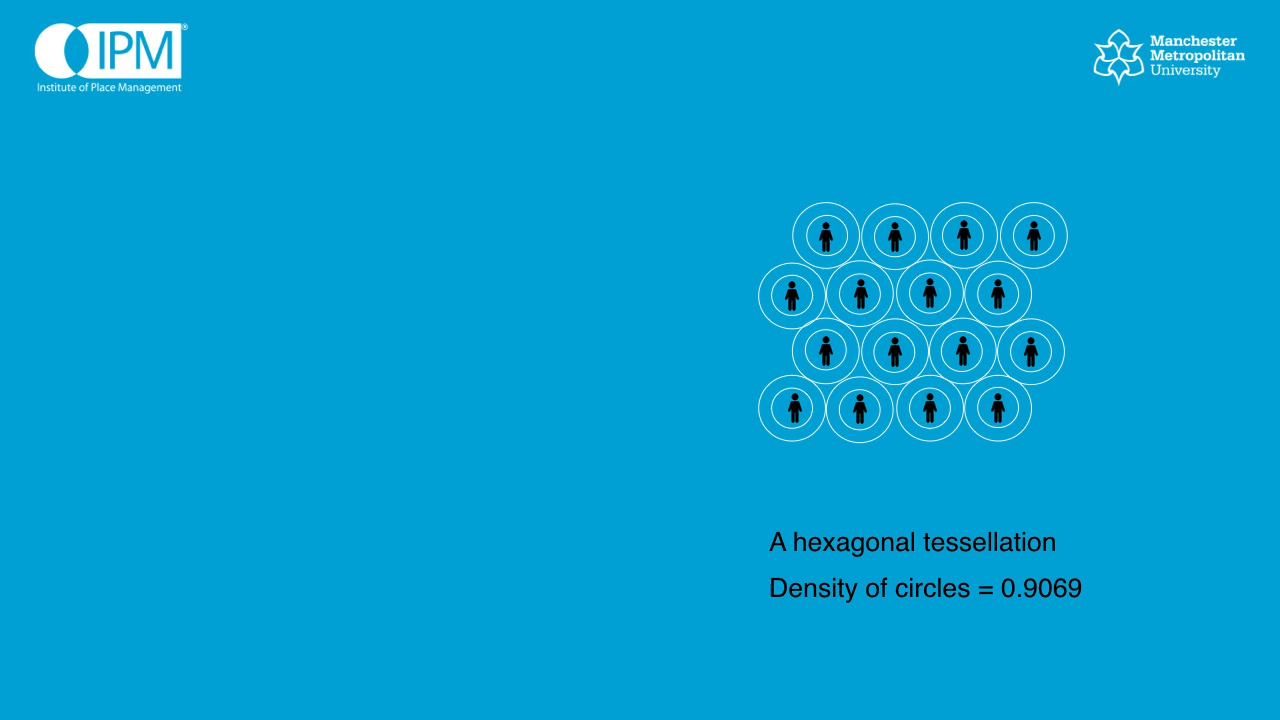 IPM®
Institute of Place Management
Manchester
Metropolitan
University
A hexagonal tessellation
Density of circles = 0.9069